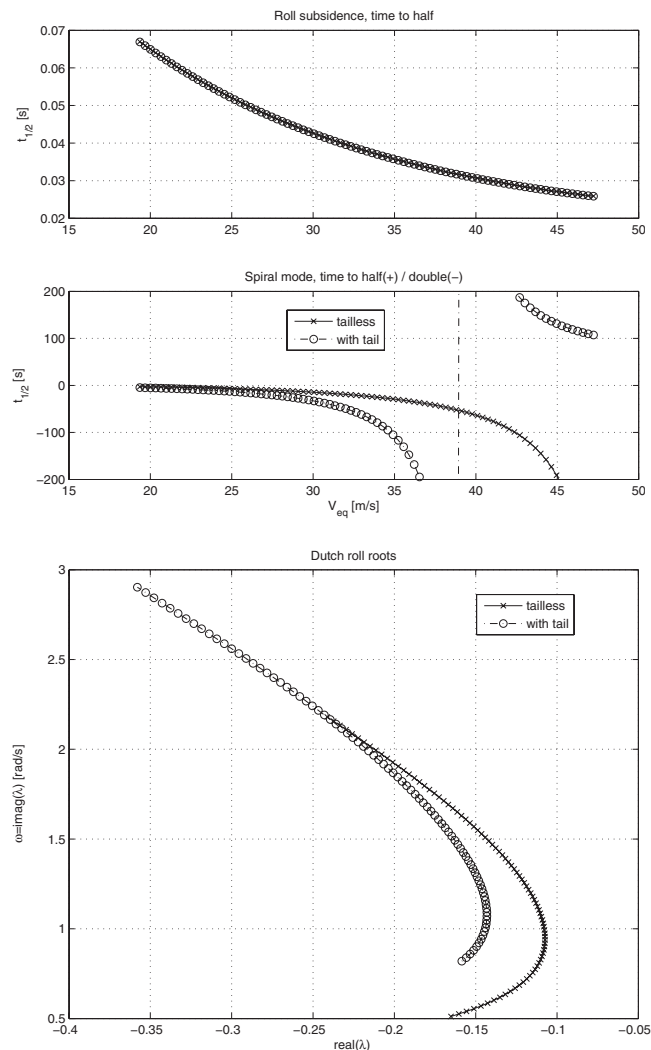 Roll subsidence, time to half
0.07
0.06
0.05
0.04
0.03
0.02
t1/2 [s]
15 20 25 30 35 40 45 50
Spiral mode, time to half(+) / double(−)
200
100
0
−100
−200
t1/2 [s]
tailless
with tail
15 20 25 30 35 40 45 50
Veq [m/s]
Dutch roll roots
3
2.5
2
1.5
1
0.5
ω=imag(λ) [rad/s]
tailless
with tail
−0.4 −0.35 −0.3 −0.25 −0.2 −0.15 −0.1 −0.05
real(λ)